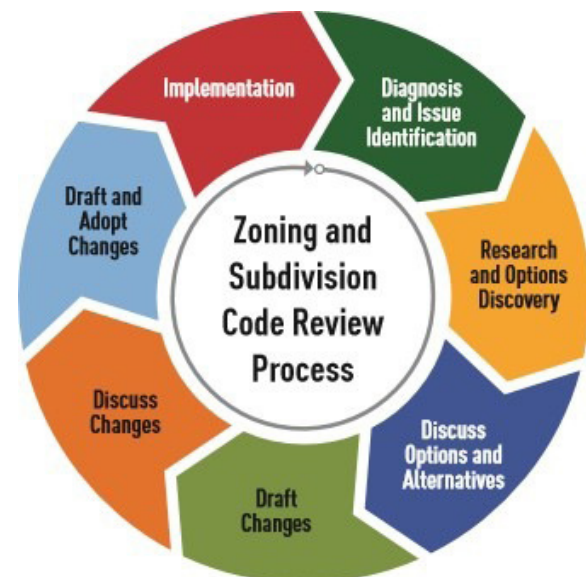 Zoning and
Subdivision
Code Review
Process
Diagnosis
and Issue
Identification
Research
and Options
Discovery
Discuss
Options and
Alternatives
Draft
Changes
Discuss
Changes
Draft and
Adopt
Changes
Implementation